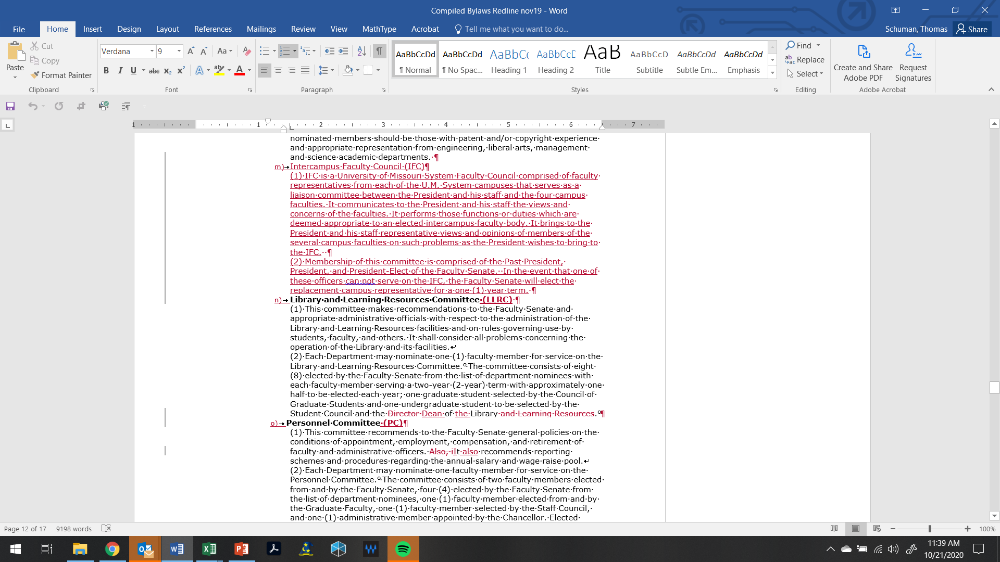 Compiled Bylaws Redline nov19 - Word
File Home Insert Design Layout References Mailings Review View MathType Acrobat Tell me what you want to do... Schuman, Thomas Share
Paste
Cut
Copy
Format Painter
Clipboard
Verdana 9
Font
Paragraph
AaBbCcDd AaBbCcDd AaBbCc AaBbCcD AaB AaBbCcD AaBbCcDd AaBbCcDd
¶ Normal ¶ No Spac... Heading 1 Heading 2 Title Subtitle Subtle Em... Emphasis
Styles
Find
Replace
Select
Editing
Create and Share Adobe PDF
Request Signatures
Adobe Acrobat
1 1 2 3 4 5 6 7
nominated members should be those with patent and/or copyright experience
and appropriate representation from engineering, liberal arts, management
and science academic departments. ¶
m) Intercampus Faculty Council (IFC)¶
(1) IFC is a University of Missouri System Faculty Council comprised of faculty
representatives from each of the U.M. System campuses that serves as a
liaison committee between the President and his staff and the four campus
faculties. It communicates to the President and his staff the views and
concerns of the faculties. It performs those functions or duties which are
deemed appropriate to an elected intercampus faculty body. It brings to the
President and his staff representative views and opinions of members of the
several campus faculties on such problems as the President wishes to bring to
the IFC. ¶
(2) Membership of this committee is comprised of the Past President,
President, and President-Elect of the Faculty Senate. In the event that one of
these officers can not serve on the IFC, the Faculty Senate will elect the
replacement campus representative for a one (1) year term. ¶
n) Library and Learning Resources Committee (LLRC) ¶
(1) This committee makes recommendations to the Faculty Senate and
appropriate administrative officials with respect to the administration of the
Library and Learning Resources facilities and on rules governing use by
students, faculty, and others. It shall consider all problems concerning the
operation of the Library and its facilities.
(2) Each Department may nominate one (1) faculty member for service on the
Library and Learning Resources Committee. The committee consists of eight
(8) elected by the Faculty Senate from the list of department nominees with
each faculty member serving a two-year (2-year) term with approximately one
half to be elected each year; one graduate student selected by the Council of
Graduate Students and one undergraduate student to be selected by the
Student Council and the Director Dean of the Library and Learning Resources. ¶
o) Personnel Committee (PC)¶
(1) This committee recommends to the Faculty Senate general policies on the
conditions of appointment, employment, compensation, and retirement of
faculty and administrative officers. Also, iIt also recommends reporting
schemes and procedures regarding the annual salary and wage raise pool.
(2) Each Department may nominate one faculty member for service on the
Personnel Committee. The committee consists of two faculty members elected
from and by the Faculty Senate, four (4) elected by the Faculty Senate from
the list of department nominees, one (1) faculty member elected from and by
the Graduate Faculty, one (1) faculty member selected by the Staff Council,
and one (1) administrative member appointed by the Chancellor. Elected
Page 12 of 17 9198 words 100%
11:39 AM
10/21/2020